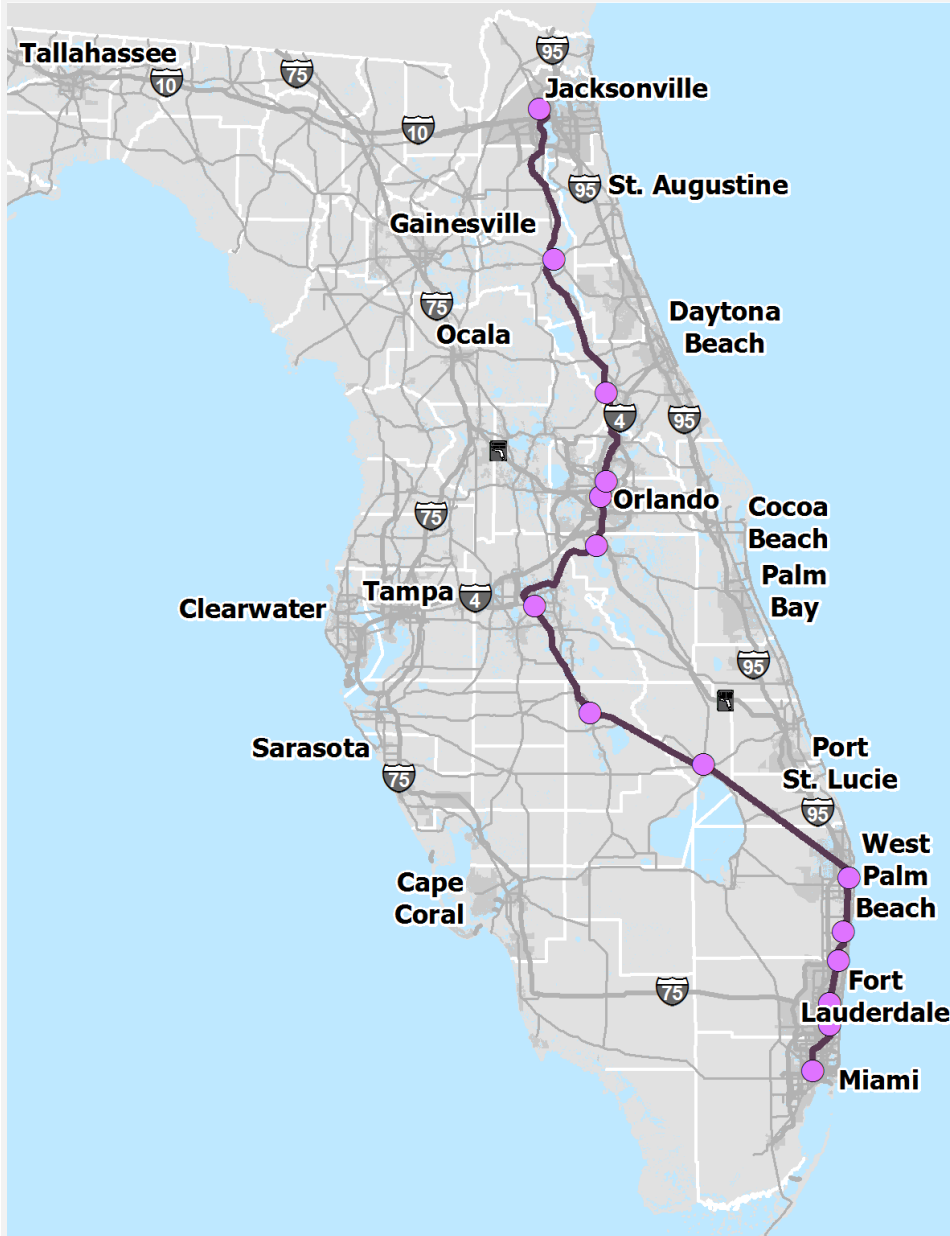 95
Tallahassee
75
10
Jacksonville
10
95
St. Augustine
Gainesville
75
Daytona
Beach
Ocala
4
95
Orlando
Cocoa
Beach
75
Palm
Bay
Tampa
4
Clearwater
95
Sarasota
75
Port
St. Lucie
95
West
Palm
Beach
Cape
Coral
75
Fort
Lauderdale
Miami